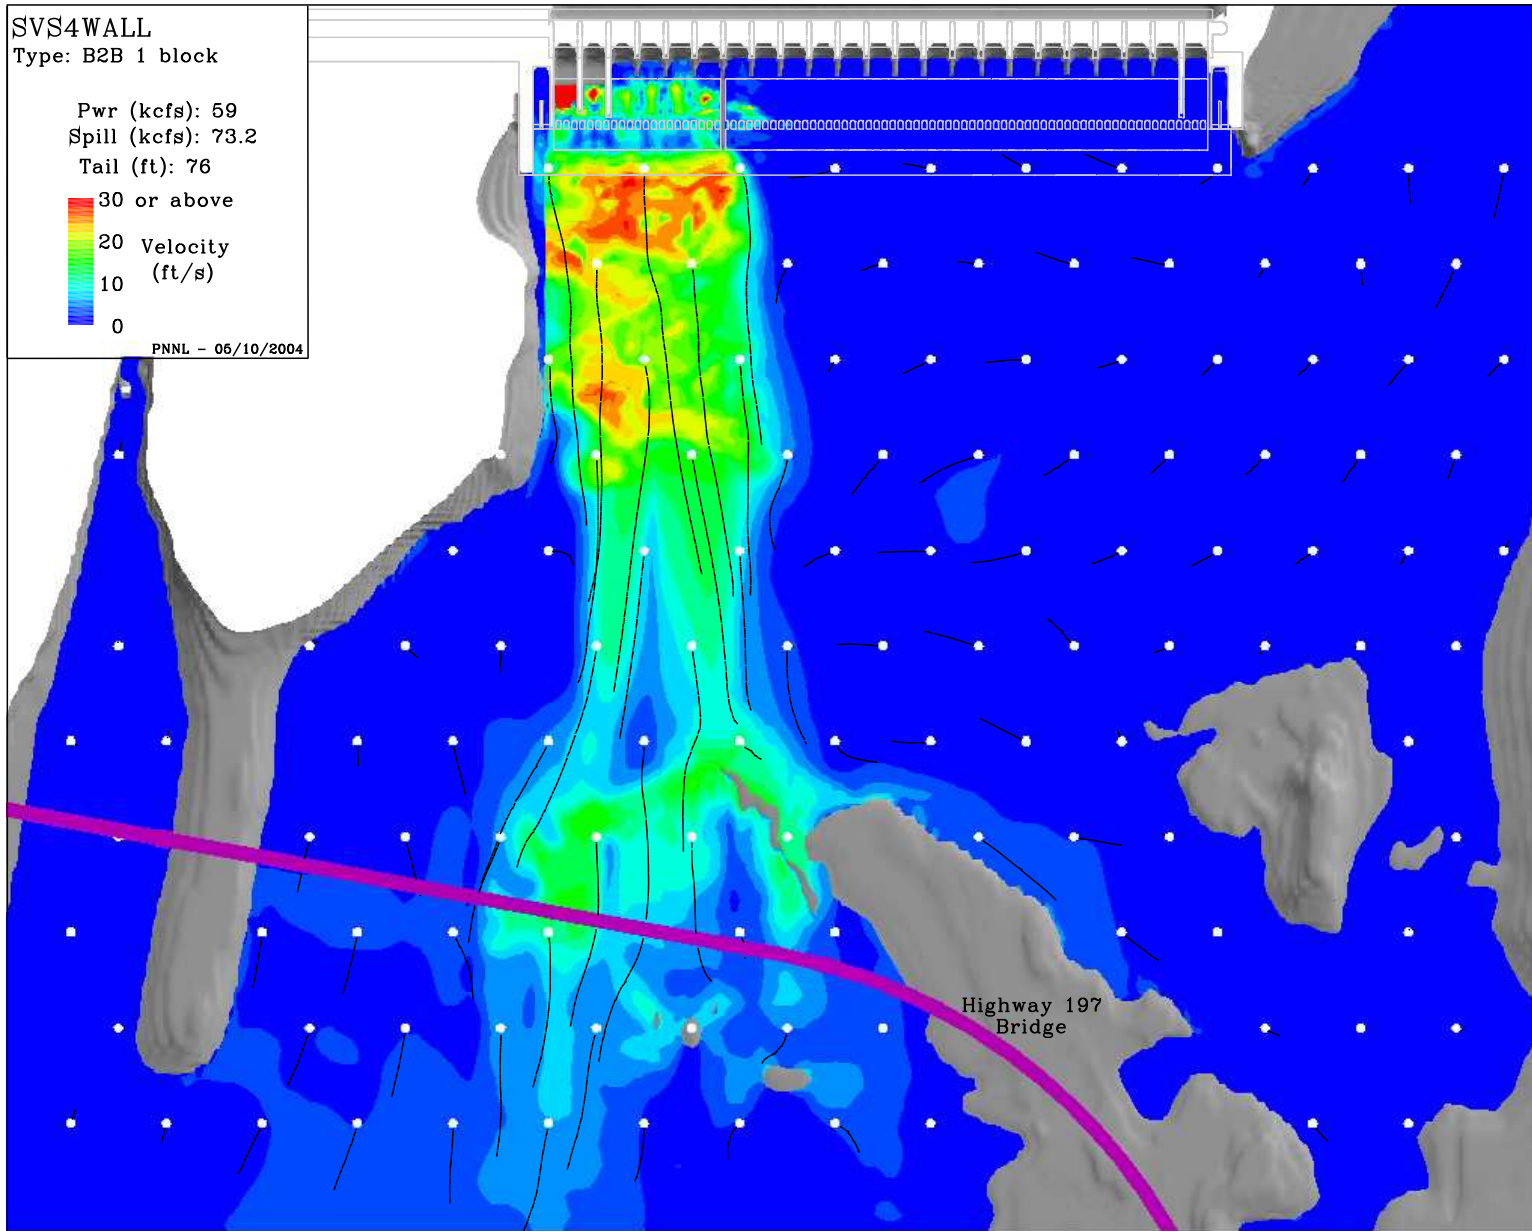 SVS4WALL
Type: B2B 1 block
Pwr (kcfs): 59
Spill (kcfs): 73.2
Tail (ft): 76
30 or above
20
10
0
Velocity
(ft/s)
PNNL - 05/10/2004
Highway 197
Bridge